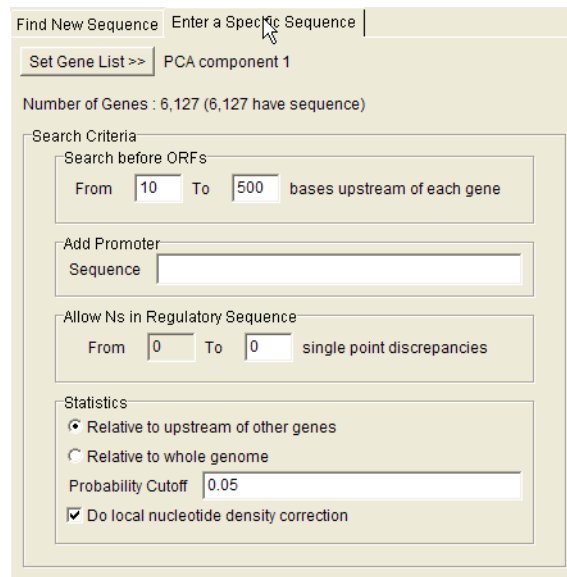 Find New Sequence Enter a Specific Sequence
Set Gene List >> PCA component 1
Number of Genes : 6,127 (6,127 have sequence)
Search Criteria
Search before ORFs
From 10 To 500 bases upstream of each gene
Add Promoter
Sequence
Allow Ns in Regulatory Sequence
From 0 To 0 single point discrepancies
Statistics
Relative to upstream of other genes
Relative to whole genome
Probability Cutoff 0.05
Do local nucleotide density correction